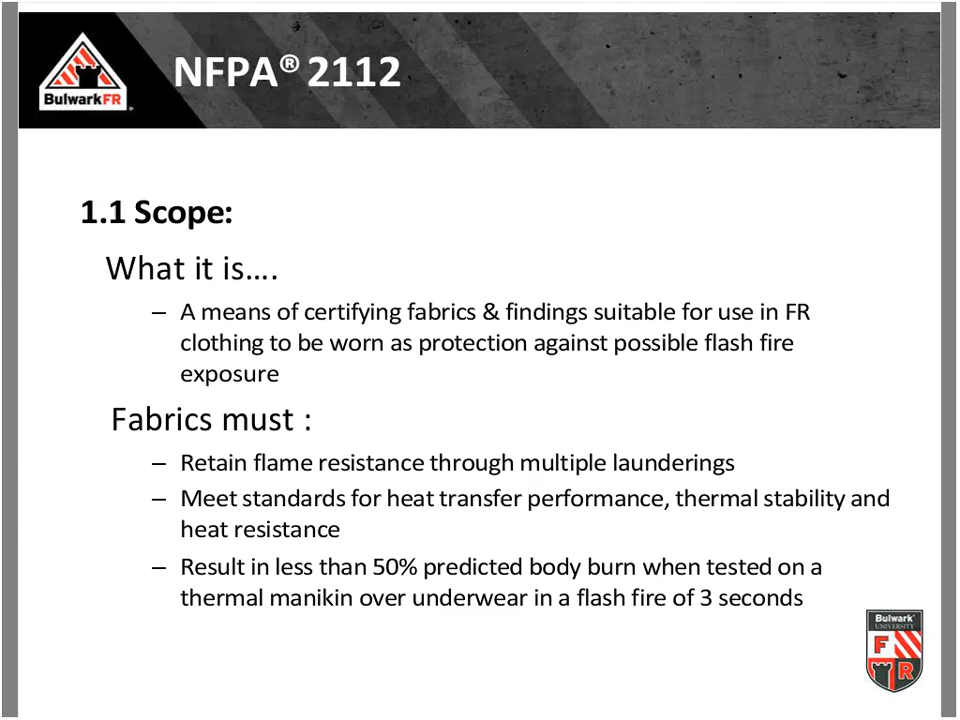 NFPA® 2112
BulwarkFR
1.1 Scope:
What it is....
– A means of certifying fabrics & findings suitable for use in FR
clothing to be worn as protection against possible flash fire
exposure
Fabrics must :
– Retain flame resistance through multiple launderings
– Meet standards for heat transfer performance, thermal stability and
heat resistance
– Result in less than 50% predicted body burn when tested on a
thermal manikin over underwear in a flash fire of 3 seconds
Bulwark
UNIVERSITY
F
R